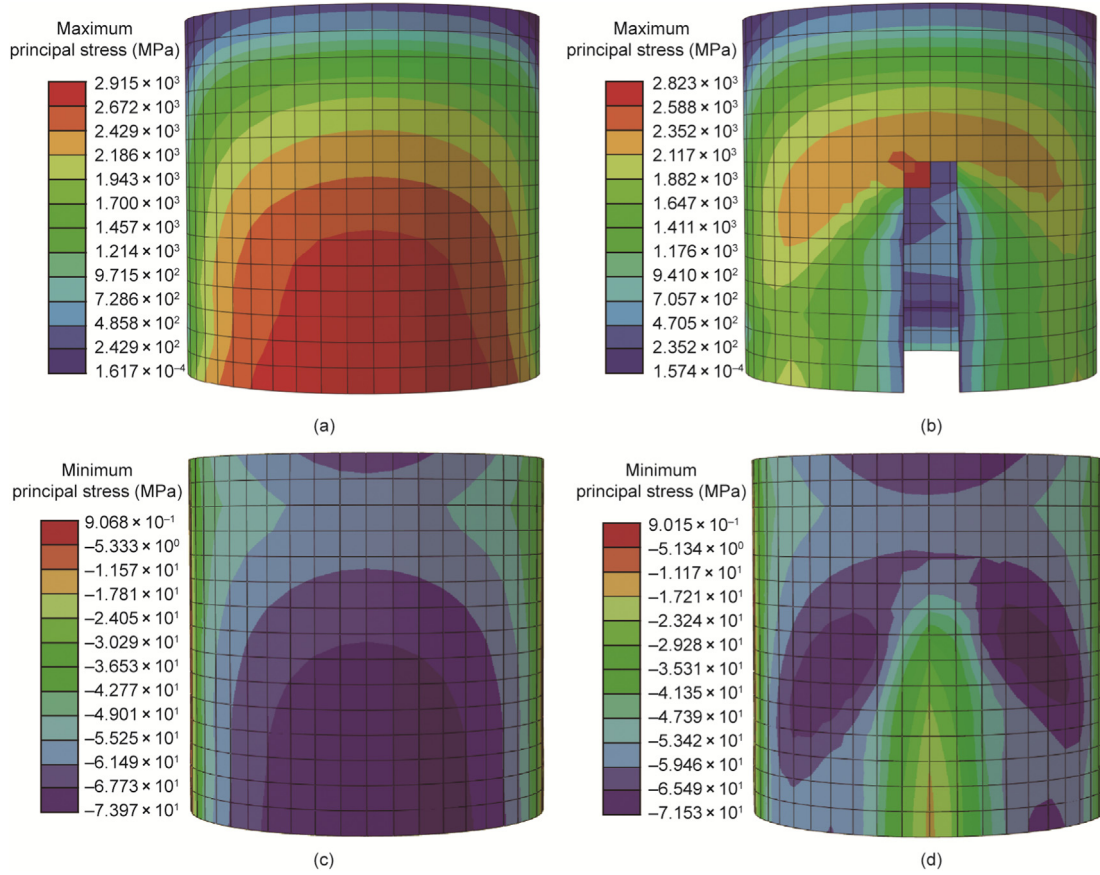 Maximum
principal stress (MPa)
2.915 × 10³
2.672 × 10³
2.429 × 10³
2.186 × 10³
1.943 × 10³
1.700 × 10³
1.457 × 10³
1.214 × 10³
9.715 × 10²
7.286 × 10²
4.858 × 10²
2.429 × 10²
1.617 × 10⁻⁴
(a)
Maximum
principal stress (MPa)
2.823 × 10³
2.588 × 10³
2.352 × 10³
2.117 × 10³
1.882 × 10³
1.647 × 10³
1.411 × 10³
1.176 × 10³
9.410 × 10²
7.057 × 10²
4.705 × 10²
2.352 × 10²
1.574 × 10⁻⁴
(b)
Minimum
principal stress (MPa)
9.068 × 10⁻¹
–5.333 × 10⁰
–1.157 × 10¹
–1.781 × 10¹
–2.405 × 10¹
–3.029 × 10¹
–3.653 × 10¹
–4.277 × 10¹
–4.901 × 10¹
–5.525 × 10¹
–6.149 × 10¹
–6.773 × 10¹
–7.397 × 10¹
(c)
Minimum
principal stress (MPa)
9.015 × 10⁻¹
–5.134 × 10⁰
–1.117 × 10¹
–1.721 × 10¹
–2.324 × 10¹
–2.928 × 10¹
–3.531 × 10¹
–4.135 × 10¹
–4.739 × 10¹
–5.342 × 10¹
–5.946 × 10¹
–6.549 × 10¹
–7.153 × 10¹
(d)